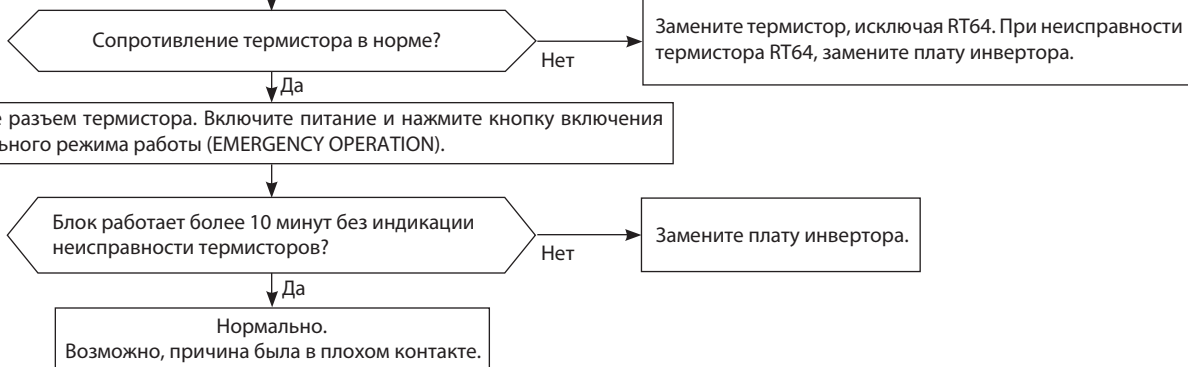 Сопротивление термистора в норме?
Нет
Замените термистор, исключая RT64. При неисправности
термистора RT64, замените плату инвертора.
Да
разъем термистора. Включите питание и нажмите кнопку включения
режима работы (EMERGENCY OPERATION).
Блок работает более 10 минут без индикации
неисправности термисторов?
Нет
Замените плату инвертора.
Да
Нормально.
Возможно, причина была в плохом контакте.